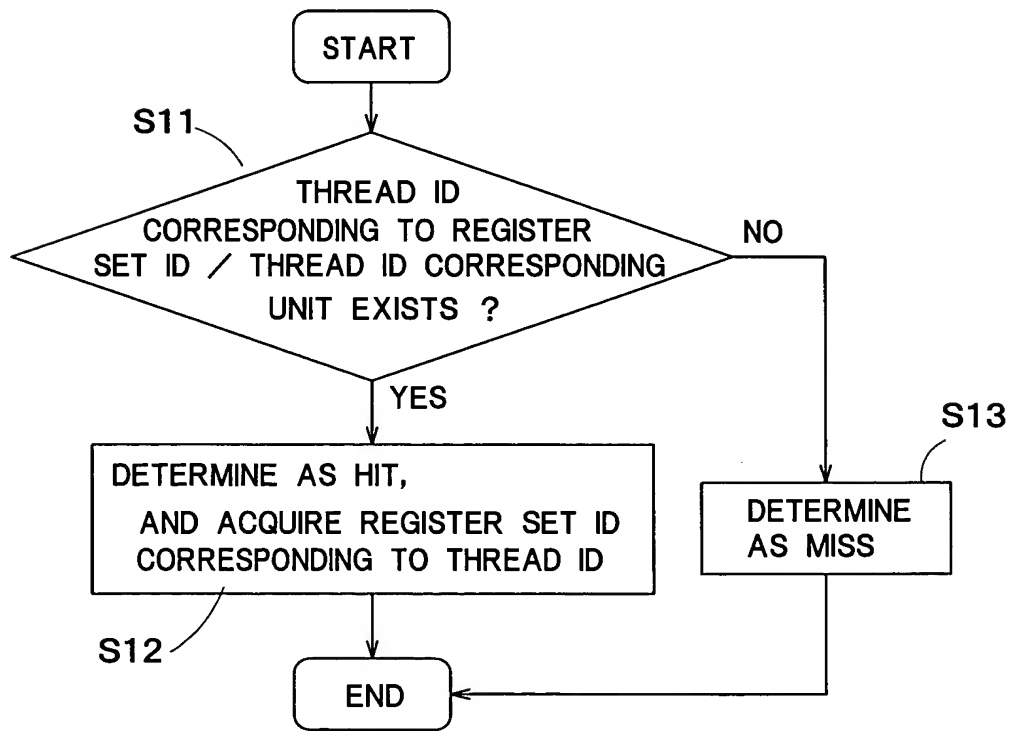 START
S11
THREAD ID
CORRESPONDING TO REGISTER
SET ID / THREAD ID CORRESPONDING
UNIT EXISTS ?
NO
YES
DETERMINE AS HIT,
AND ACQUIRE REGISTER SET ID
CORRESPONDING TO THREAD ID
S12
S13
DETERMINE
AS MISS
END